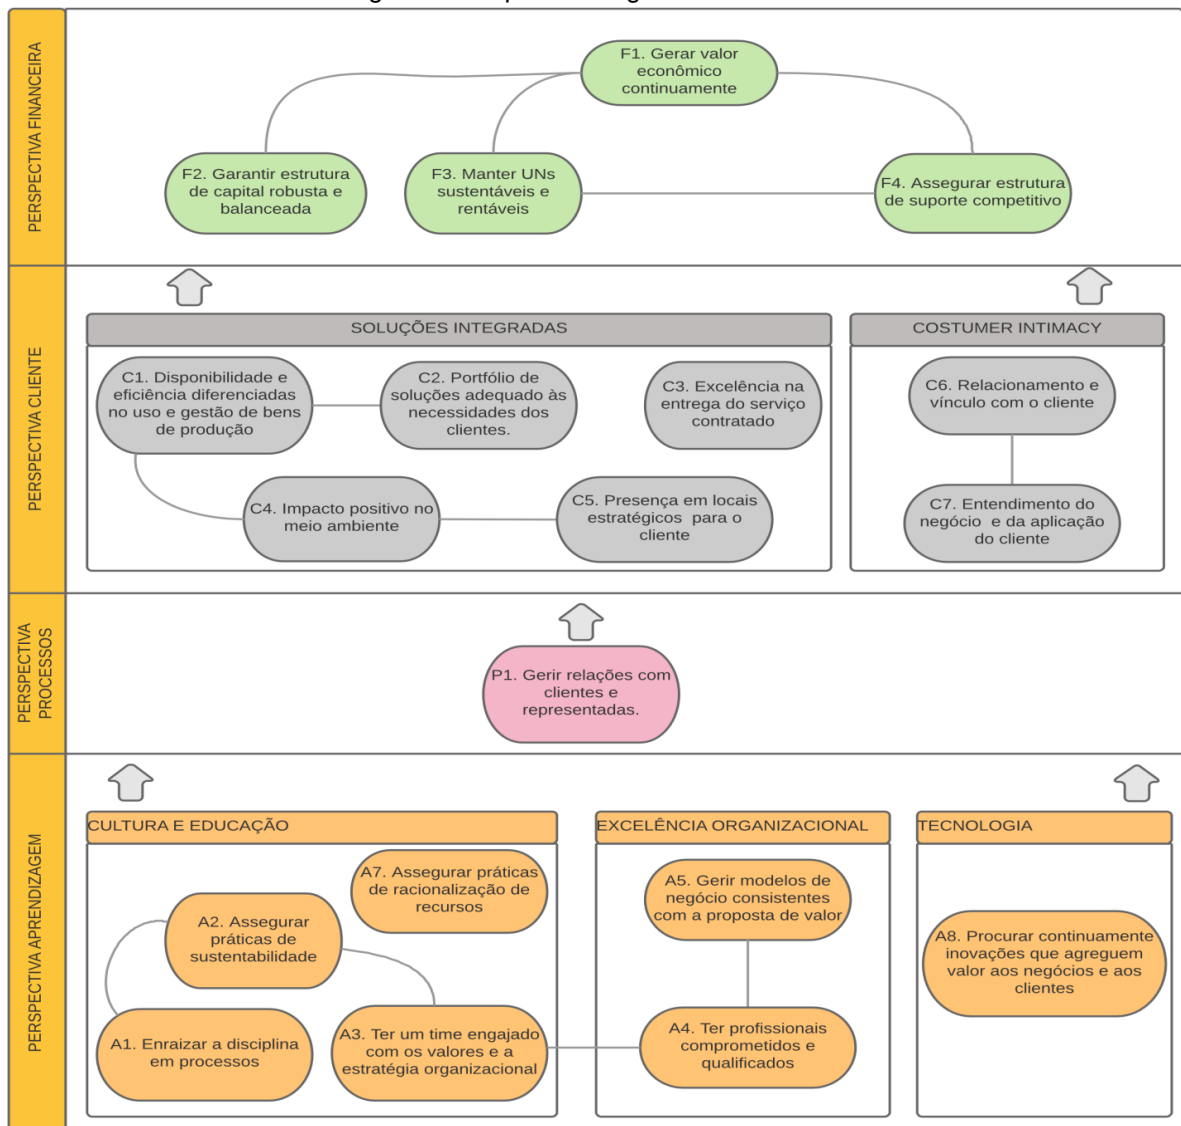 PERSPECTIVA FINANCEIRA
F1. Gerar valor
econômico
continuamente
F2. Garantir estrutura
de capital robusta e
balanceada
F3. Manter UNs
sustentáveis e
rentáveis
F4. Assegurar estrutura
de suporte competitivo
PERSPECTIVA CLIENTE
SOLUÇÕES INTEGRADAS
C1. Disponibilidade e
eficiência diferenciadas
no uso e gestão de bens
de produção
C2. Portfólio de
soluções adequado às
necessidades dos
clientes.
C3. Excelência na
entrega do serviço
contratado
C4. Impacto positivo no
meio ambiente
C5. Presença em locais
estratégicos para o
cliente
COSTUMER INTIMACY
C6. Relacionamento e
vínculo com o cliente
C7. Entendimento do
negócio e da aplicação
do cliente
PERSPECTIVA
PROCESSOS
P1. Gerir relações com
clientes e
representadas.
PERSPECTIVA APRENDIZAGEM
CULTURA E EDUCAÇÃO
A7. Assegurar práticas
de racionalização de
recursos
A2. Assegurar
práticas de
sustentabilidade
A1. Enraizar a disciplina
em processos
A3. Ter um time engajado
com os valores e a
estratégia organizacional
EXCELÊNCIA ORGANIZACIONAL
A5. Gerir modelos de
negócio consistentes
com a proposta de valor
A4. Ter profissionais
comprometidos e
qualificados
TECNOLOGIA
A8. Procurar continuamente
inovações que agreguem
valor aos negócios e aos
clientes